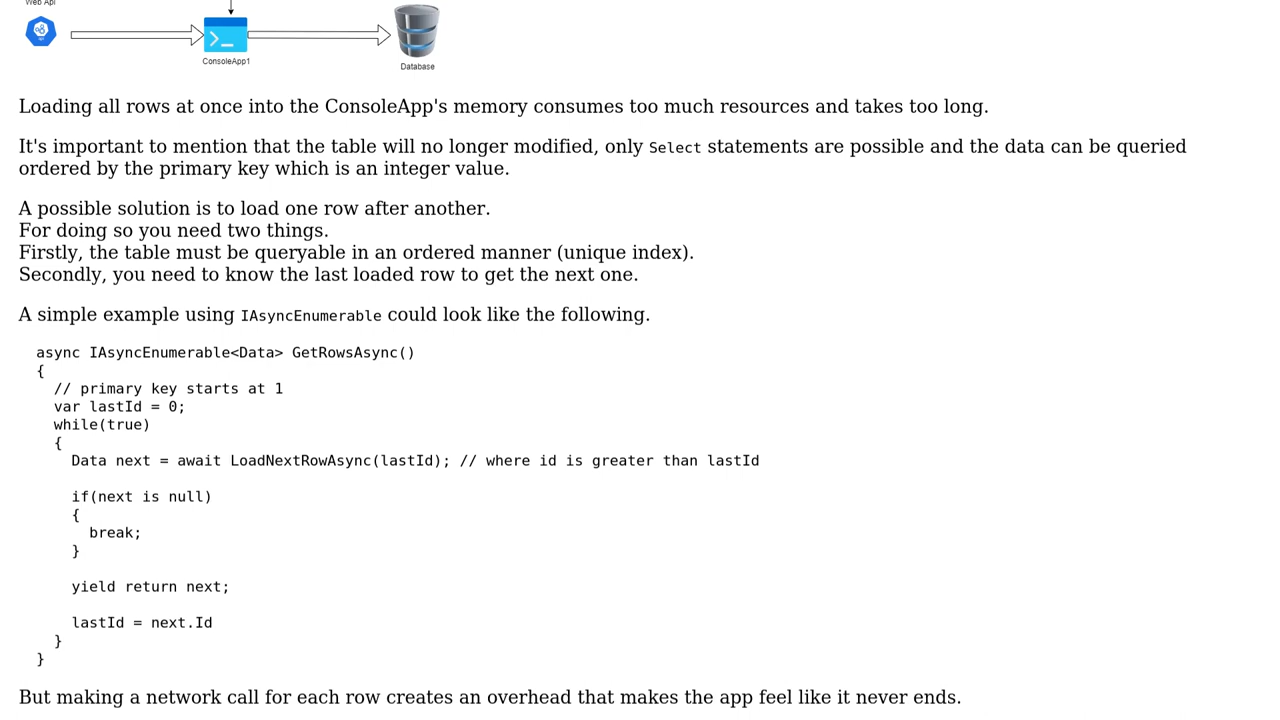 Web Api
ConsoleApp1
Database
Loading all rows at once into the ConsoleApp's memory consumes too much resources and takes too long.
It's important to mention that the table will no longer modified, only Select statements are possible and the data can be queried
ordered by the primary key which is an integer value.
A possible solution is to load one row after another.
For doing so you need two things.
Firstly, the table must be queryable in an ordered manner (unique index).
Secondly, you need to know the last loaded row to get the next one.
A simple example using IAsyncEnumerable could look like the following.
async IAsyncEnumerable<Data> GetRowsAsync()
{
// primary key starts at 1
var lastId = 0;
while(true)
{
Data next = await LoadNextRowAsync(lastId); // where id is greater than lastId
if(next is null)
{
break;
}
yield return next;
lastId = next.Id
}
}
But making a network call for each row creates an overhead that makes the app feel like it never ends.